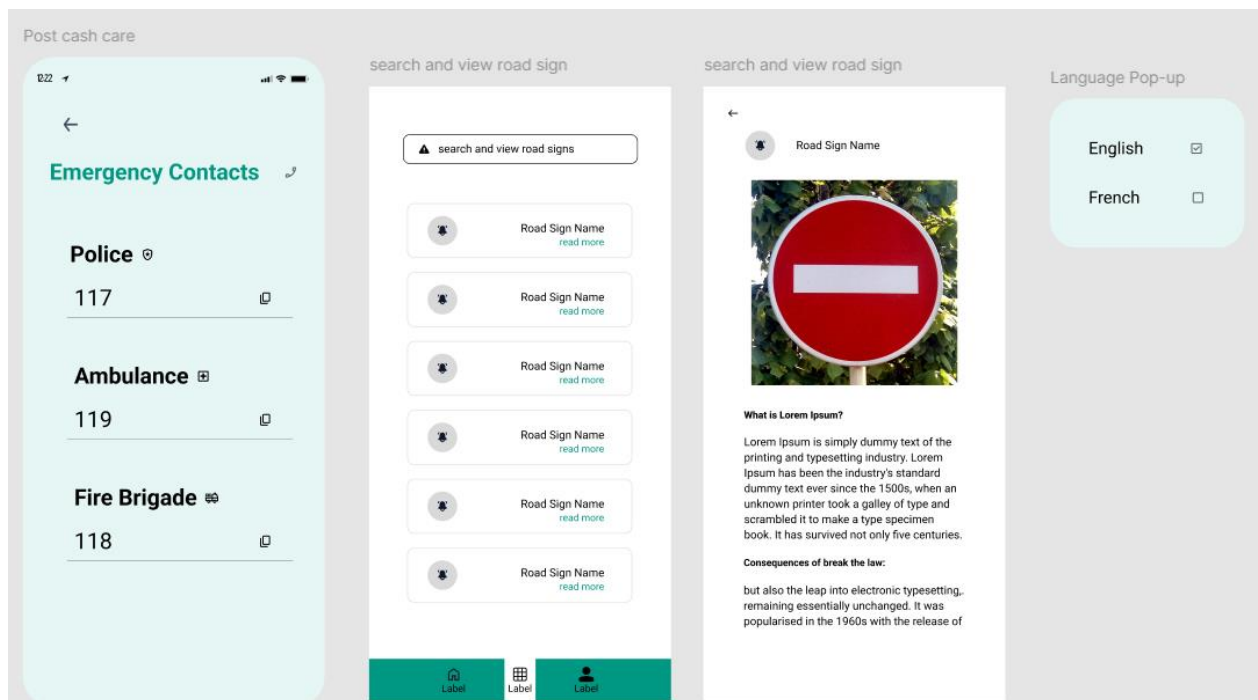 Post cash care
search and view road sign
search and view road sign
Language Pop-up
12:22
Emergency Contacts
Police
117
Ambulance
119
Fire Brigade
118
search and view road signs
Road Sign Name
read more
Road Sign Name
read more
Road Sign Name
read more
Road Sign Name
read more
Road Sign Name
read more
Road Sign Name
read more
Label
Label
Label
Road Sign Name
What is Lorem Ipsum?
Lorem Ipsum is simply dummy text of the
printing and typesetting industry. Lorem
Ipsum has been the industry's standard
dummy text ever since the 1500s, when an
unknown printer took a galley of type and
scrambled it to make a type specimen
book. It has survived not only five centuries.
Consequences of break the law:
but also the leap into electronic typesetting,.
remaining essentially unchanged. It was
popularised in the 1960s with the release of
English
French